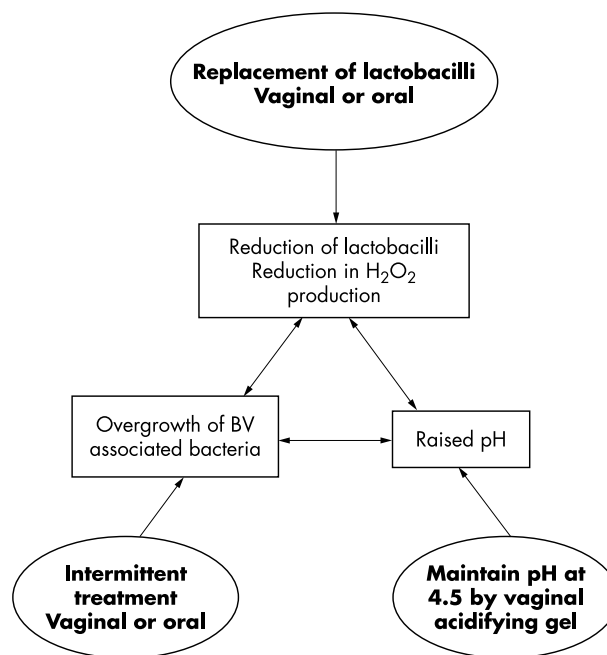 Replacement of lactobacilli
Vaginal or oral
Reduction of lactobacilli
Reduction in H₂O₂
production
Overgrowth of BV
associated bacteria
Raised pH
Intermittent
treatment
Vaginal or oral
Maintain pH at
4.5 by vaginal
acidifying gel